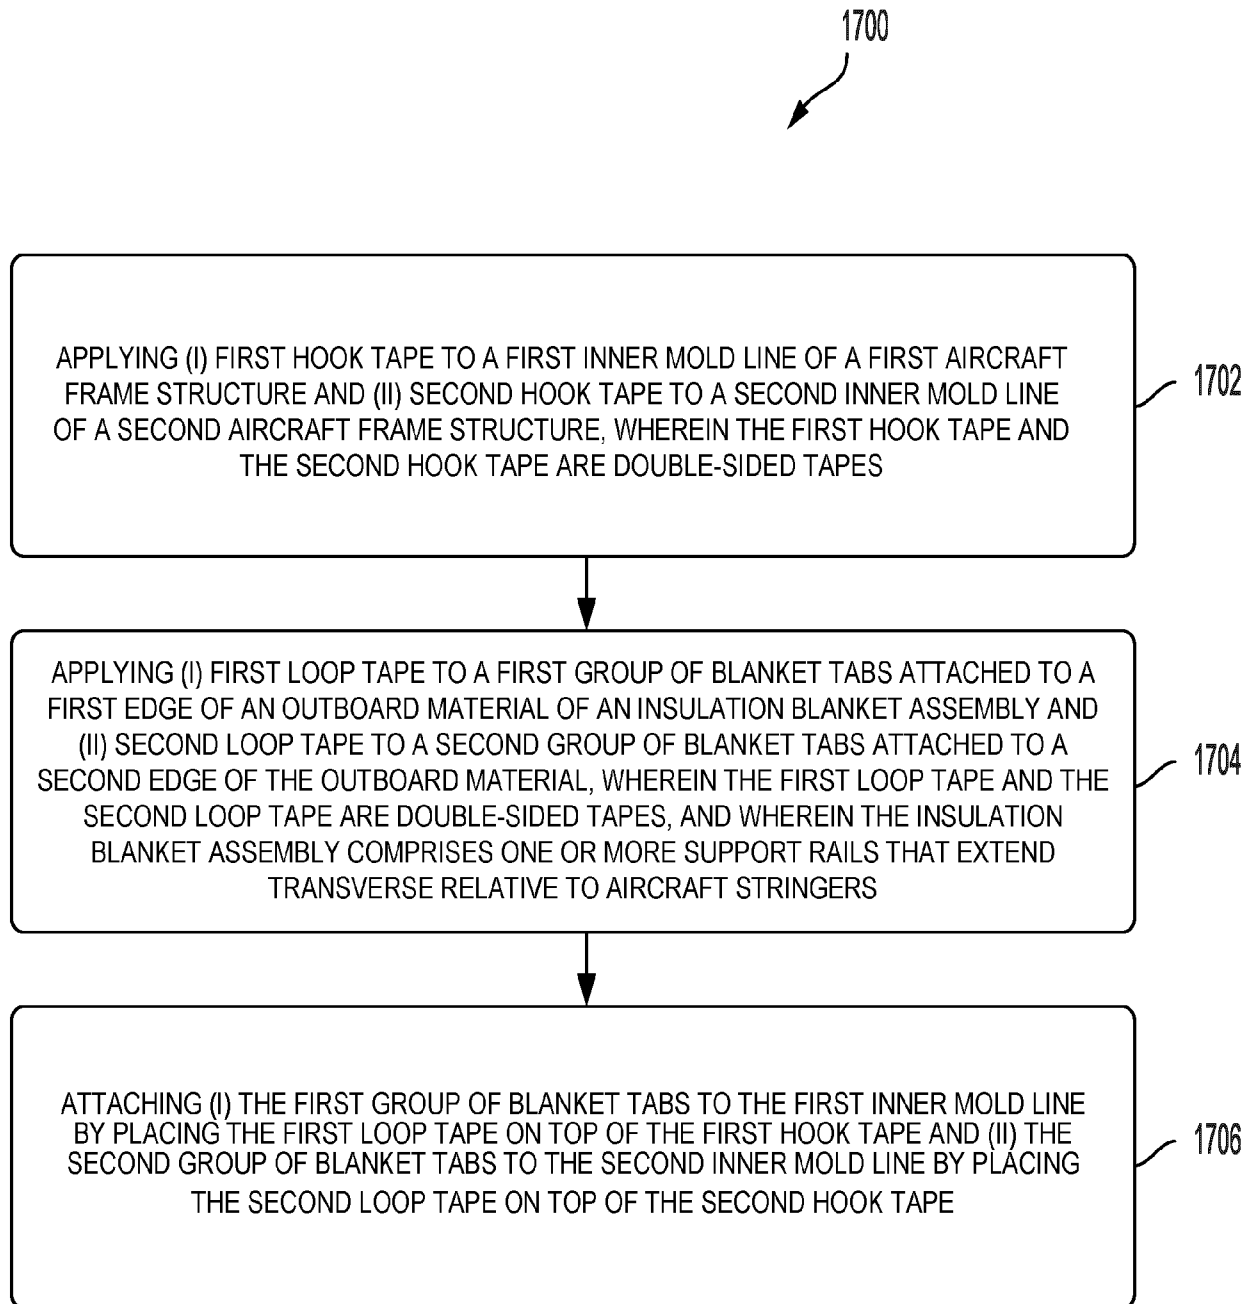 1700
APPLYING (I) FIRST HOOK TAPE TO A FIRST INNER MOLD LINE OF A FIRST AIRCRAFT
FRAME STRUCTURE AND (II) SECOND HOOK TAPE TO A SECOND INNER MOLD LINE
OF A SECOND AIRCRAFT FRAME STRUCTURE, WHEREIN THE FIRST HOOK TAPE AND
THE SECOND HOOK TAPE ARE DOUBLE-SIDED TAPES
1702
APPLYING (I) FIRST LOOP TAPE TO A FIRST GROUP OF BLANKET TABS ATTACHED TO A
FIRST EDGE OF AN OUTBOARD MATERIAL OF AN INSULATION BLANKET ASSEMBLY AND
(II) SECOND LOOP TAPE TO A SECOND GROUP OF BLANKET TABS ATTACHED TO A
SECOND EDGE OF THE OUTBOARD MATERIAL, WHEREIN THE FIRST LOOP TAPE AND THE
SECOND LOOP TAPE ARE DOUBLE-SIDED TAPES, AND WHEREIN THE INSULATION
BLANKET ASSEMBLY COMPRISES ONE OR MORE SUPPORT RAILS THAT EXTEND
TRANSVERSE RELATIVE TO AIRCRAFT STRINGERS
1704
ATTACHING (I) THE FIRST GROUP OF BLANKET TABS TO THE FIRST INNER MOLD LINE
BY PLACING THE FIRST LOOP TAPE ON TOP OF THE FIRST HOOK TAPE AND (II) THE
SECOND GROUP OF BLANKET TABS TO THE SECOND INNER MOLD LINE BY PLACING
THE SECOND LOOP TAPE ON TOP OF THE SECOND HOOK TAPE
1706